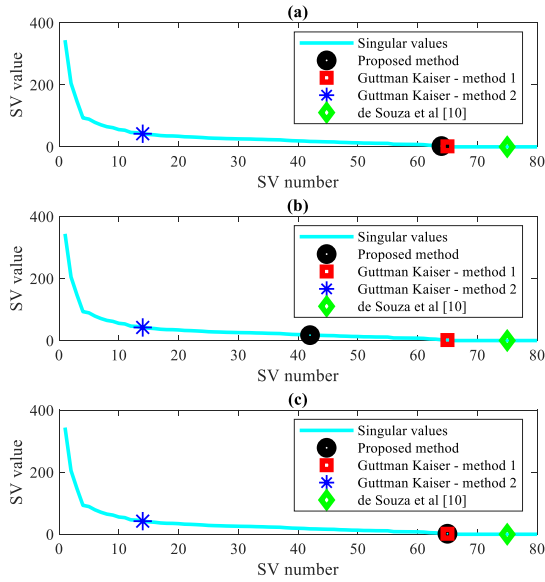 (a)
400
200
0
SV value
Singular values
Proposed method
Guttman Kaiser - method 1
Guttman Kaiser - method 2
de Souza et al [10]
0 10 20 30 40 50 60 70 80
SV number
(b)
400
200
0
SV value
Singular values
Proposed method
Guttman Kaiser - method 1
Guttman Kaiser - method 2
de Souza et al [10]
0 10 20 30 40 50 60 70 80
SV number
(c)
400
200
0
SV value
Singular values
Proposed method
Guttman Kaiser - method 1
Guttman Kaiser - method 2
de Souza et al [10]
0 10 20 30 40 50 60 70 80
SV number